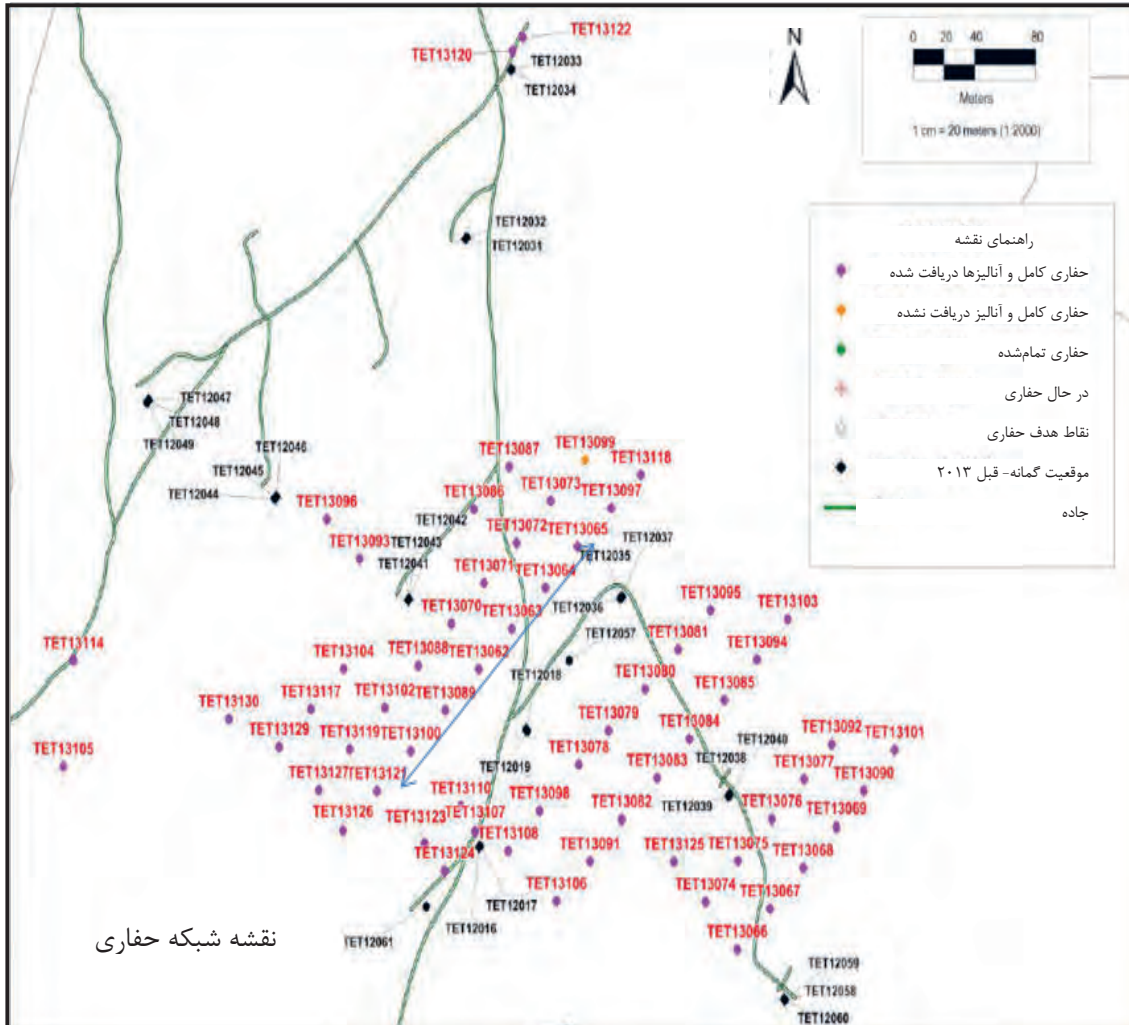 TET13122
TET13120
TET12033
TET12034
N
0 20 40 80
Meters
1 cm = 20 meters (1:2000)
راهنمای نقشه
حفاری کامل و آنالیزها دریافت شده
حفاری کامل و آنالیز دریافت نشده
حفاری تمام‌شده
در حال حفاری
نقاط هدف حفاری
موقعیت گمانه- قبل ۲۰۱۳
جاده
TET12032
TET12031
TET12047
TET12048
TET12049
TET12046
TET12045
TET12044
TET13087
TET13099
TET13118
TET13086
TET13073
TET13097
TET13096
TET12042
TET13072
TET13065
TET12037
TET13093
TET12043
TET12041
TET12035
TET13071
TET13064
TET13070
TET13063
TET12036
TET13095
TET13103
TET12057
TET13081
TET13094
TET13114
TET13104
TET13088
TET13062
TET12018
TET13080
TET13085
TET13130
TET13117
TET13102
TET13089
TET13079
TET13084
TET13092
TET13101
TET13129
TET13119
TET13100
TET13078
TET12040
TET12038
TET13105
TET13127
TET13121
TET12019
TET13083
TET13077
TET13090
TET13110
TET13098
TET13082
TET12039
TET13076
TET13069
TET13126
TET13123
TET13107
TET13108
TET13091
TET13125
TET13075
TET13068
TET13124
TET13106
TET13074
TET13067
TET12017
TET12016
TET12061
TET13066
نقشه شبکه حفاری
TET12059
TET12058
TET12060